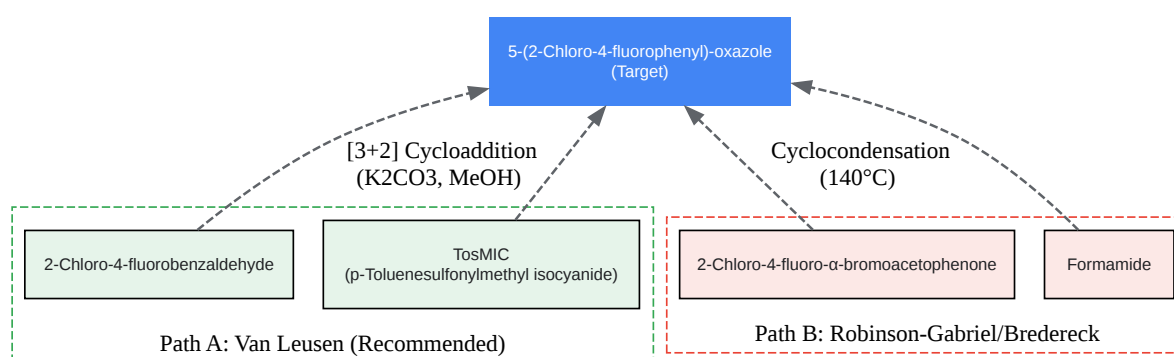 5-(2-Chloro-4-fluorophenyl)-oxazole
(Target)
[3+2] Cycloaddition
(K2CO3, MeOH)
Cyclocondensation
(140°C)
2-Chloro-4-fluorobenzaldehyde
TosMIC
(p-Toluenesulfonylmethyl isocyanide)
2-Chloro-4-fluoro-α-bromoacetophenone
Formamide
Path A: Van Leusen (Recommended)
Path B: Robinson-Gabriel/Bredereck